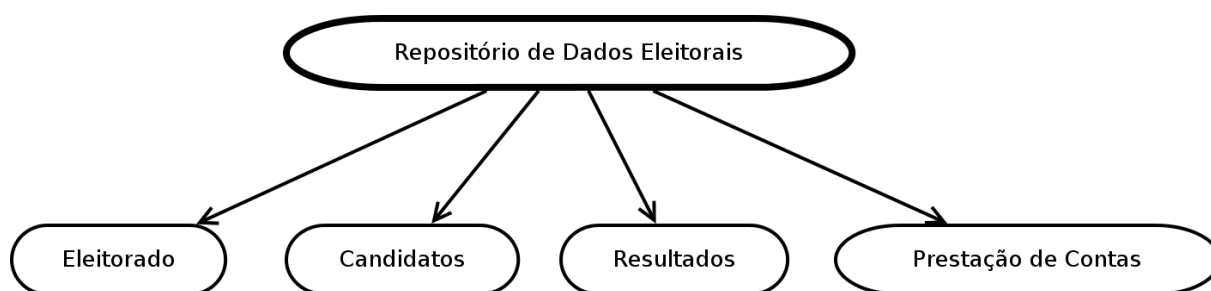 Repositório de Dados Eleitorais
Eleitorado
Candidatos
Resultados
Prestação de Contas